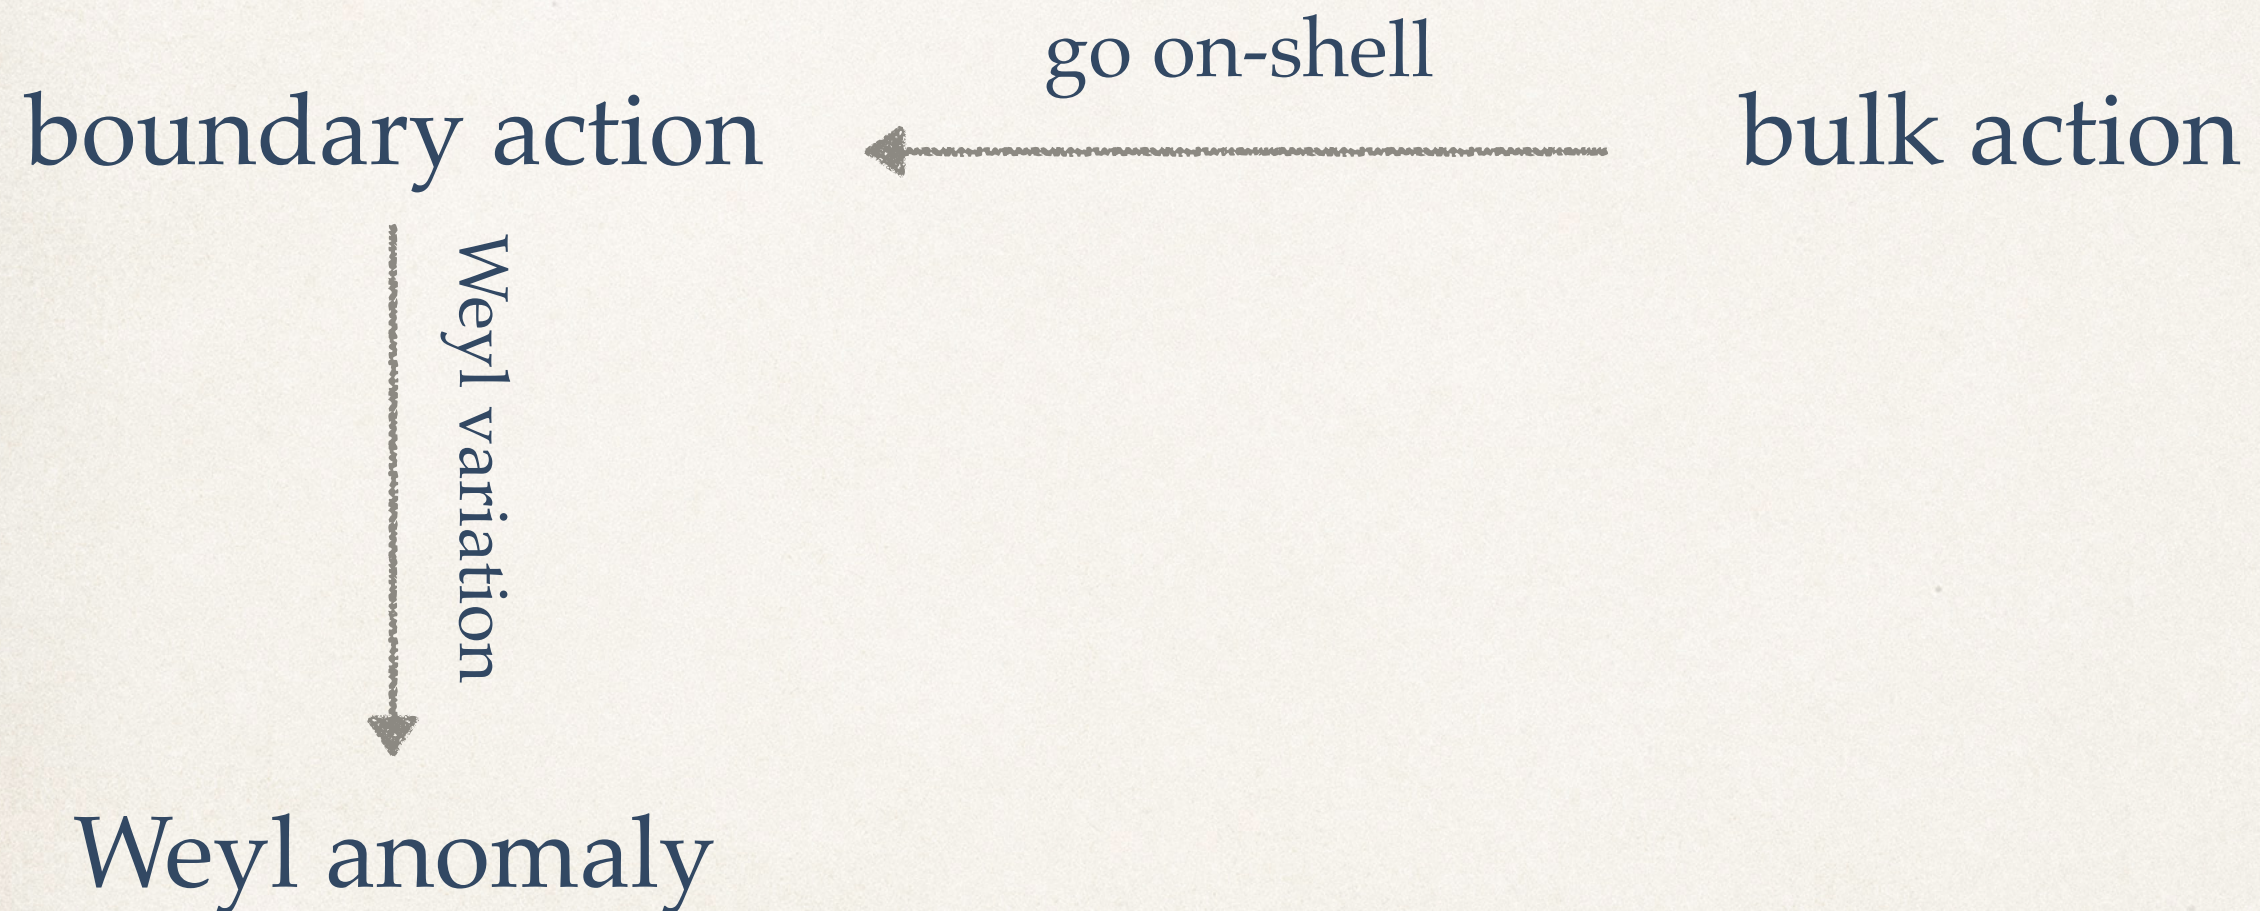 go on-shell
boundary action
bulk action
Weyl variation
Weyl anomaly